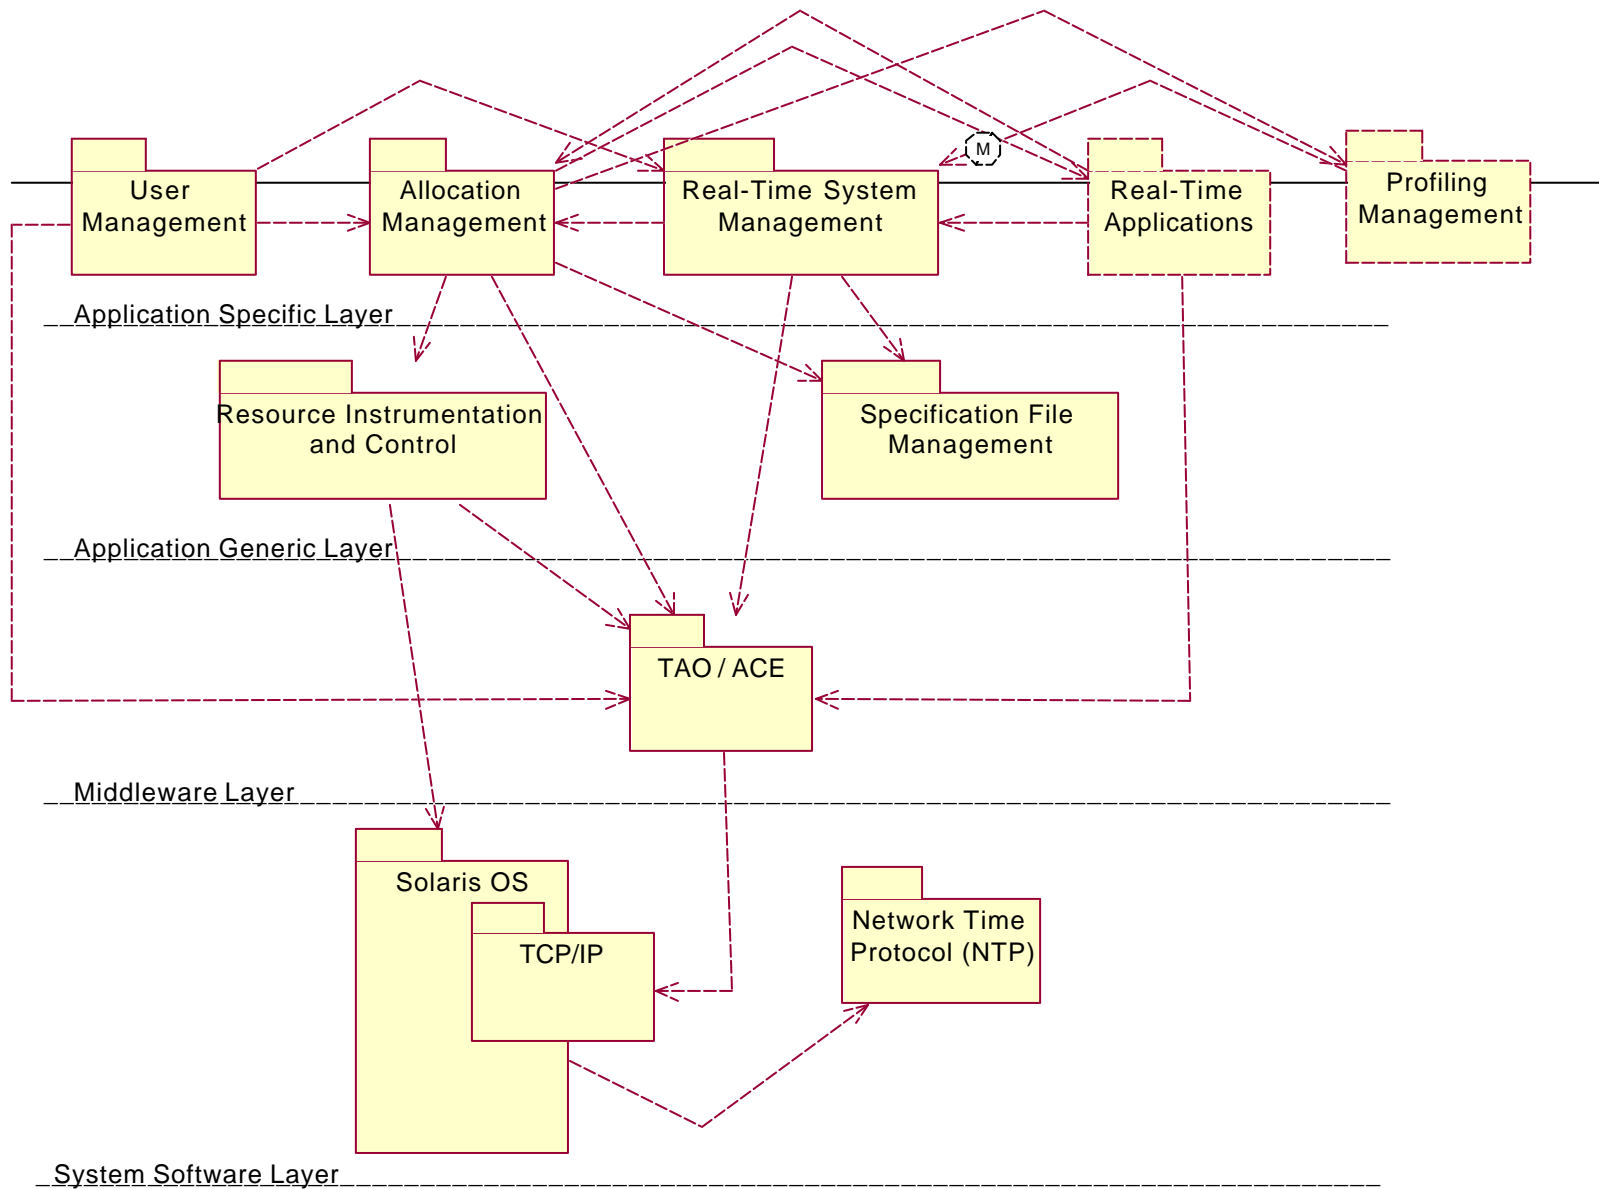 M
User
Management
Allocation
Management
Real-Time System
Management
Real-Time
Applications
Profiling
Management
Application Specific Layer
Resource Instrumentation
and Control
Specification File
Management
Application Generic Layer
TAO / ACE
Middleware Layer
Solaris OS
TCP/IP
Network Time
Protocol (NTP)
System Software Layer